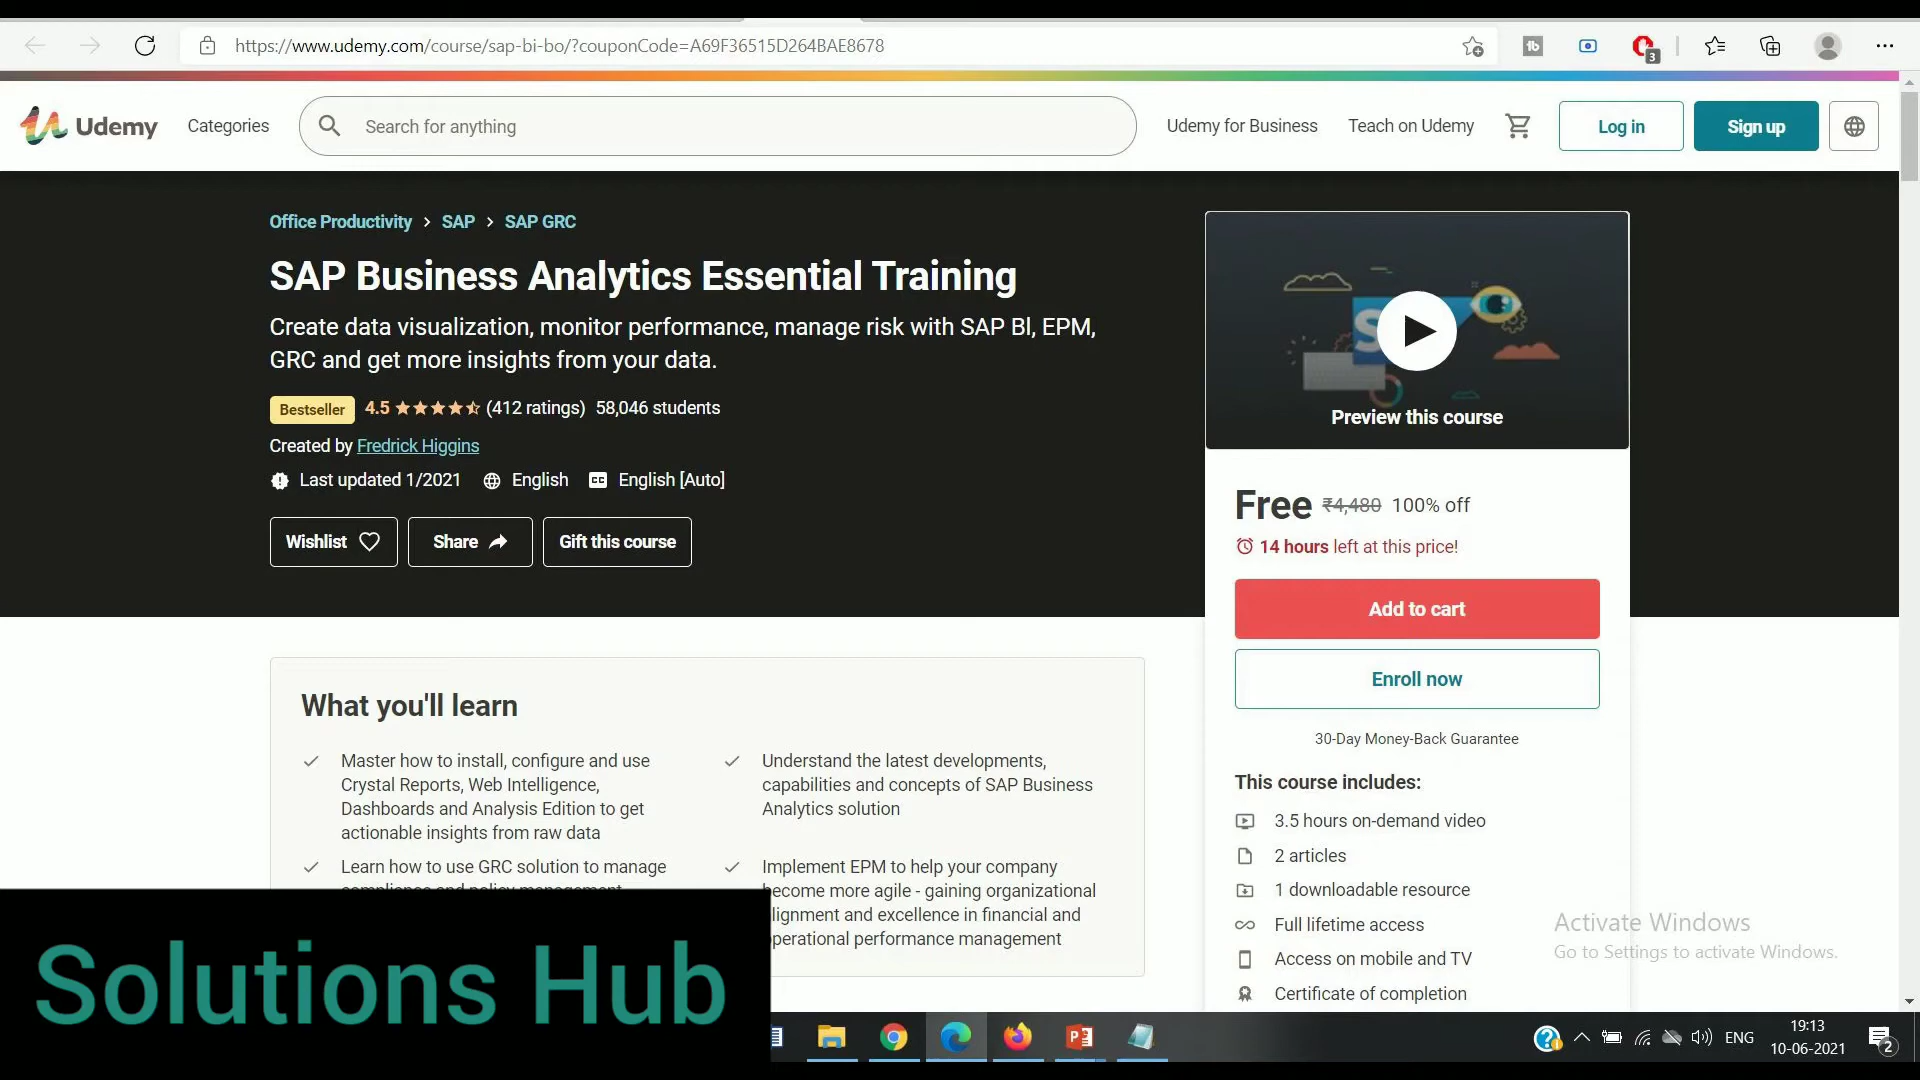 https://www.udemy.com/course/sap-bi-bo/?couponCode=A69F36515D264BAE8678
3
Udemy
Categories
Search for anything
Udemy for Business
Teach on Udemy
Log in
Sign up
Office Productivity > SAP > SAP GRC
SAP Business Analytics Essential Training
Create data visualization, monitor performance, manage risk with SAP Bl, EPM,
GRC and get more insights from your data.
Bestseller 4.5 (412 ratings) 58,046 students
Created by Fredrick Higgins
Last updated 1/2021 English CC English [Auto]
Wishlist
Share
Gift this course
Preview this course
Free ₹4,480 100% off
14 hours left at this price!
Add to cart
Enroll now
30-Day Money-Back Guarantee
This course includes:
3.5 hours on-demand video
2 articles
1 downloadable resource
Full lifetime access
Access on mobile and TV
Certificate of completion
What you'll learn
Master how to install, configure and use
Crystal Reports, Web Intelligence,
Dashboards and Analysis Edition to get
actionable insights from raw data
Understand the latest developments,
capabilities and concepts of SAP Business
Analytics solution
Learn how to use GRC solution to manage
Implement EPM to help your company
become more agile - gaining organizational
lignment and excellence in financial and
perational performance management
Activate Windows
Go to Settings to activate Windows.
Solutions Hub
ENG
19:13
10-06-2021
2